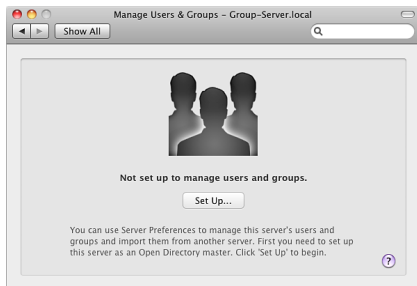 Manage Users & Groups – Group-Server.local
Show All
Not set up to manage users and groups.
Set Up...
You can use Server Preferences to manage this server's users and
groups and import them from another server. First you need to set up
this server as an Open Directory master. Click 'Set Up' to begin.
?